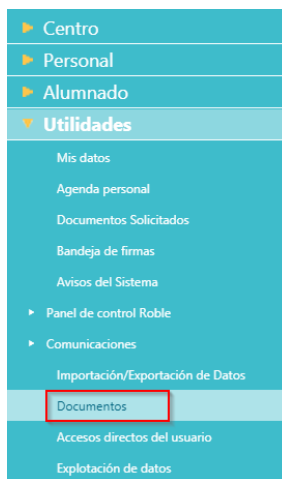 Centro
Personal
Alumnado
Utilidades
Mis datos
Agenda personal
Documentos Solicitados
Bandeja de firmas
Avisos del Sistema
Panel de control Roble
Comunicaciones
Importación/Exportación de Datos
Documentos
Accesos directos del usuario
Explotación de datos